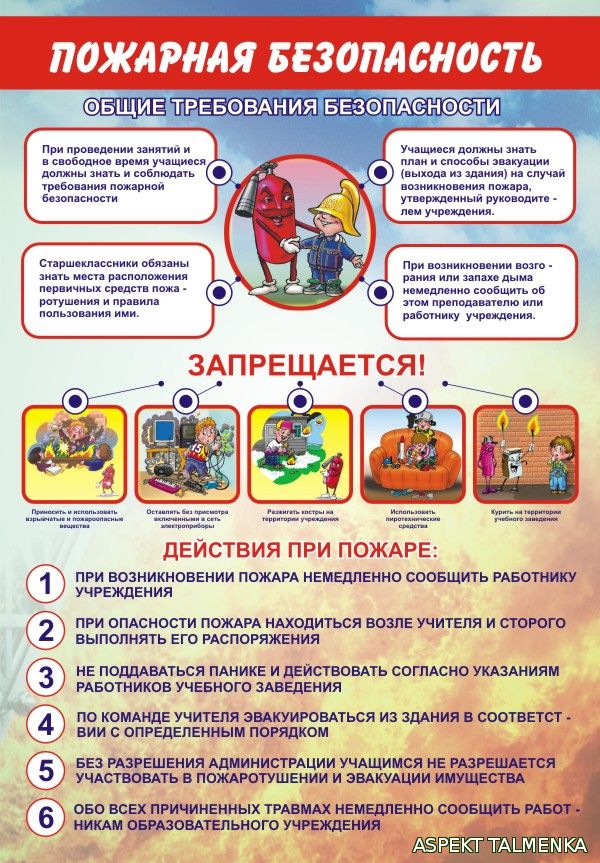 ПОЖАРНАЯ БЕЗОПАСНОСТЬ
ОБЩИЕ ТРЕБОВАНИЯ БЕЗОПАСНОСТИ
При проведении занятий и
в свободное время учащиеся
должны знать и соблюдать
требования пожарной
безопасности
Учащиеся должны знать
план и способы эвакуации
(выхода из здания) на случай
возникновения пожара,
утвержденный руководите -
лем учреждения.
Старшеклассники обязаны
знать места расположения
первичных средств пожа -
ротушения и правила
пользования ими.
При возникновении возго -
рания или запахе дыма
немедленно сообщить об
этом преподавателю или
работнику учреждения.
ЗАПРЕЩАЕТСЯ!
Приносить и использовать
взрывчатые и пожароопасные
вещества
Оставлять без присмотра
включенными в сеть
электроприборы
Разжигать костры на
территории учреждения
Использовать
пиротехнические
средства
Курить на территории
учебного заведения
ДЕЙСТВИЯ ПРИ ПОЖАРЕ:
1 ПРИ ВОЗНИКНОВЕНИИ ПОЖАРА НЕМЕДЛЕННО СООБЩИТЬ РАБОТНИКУ
УЧРЕЖДЕНИЯ
2 ПРИ ОПАСНОСТИ ПОЖАРА НАХОДИТЬСЯ ВОЗЛЕ УЧИТЕЛЯ И СТОРОГО
ВЫПОЛНЯТЬ ЕГО РАСПОРЯЖЕНИЯ
3 НЕ ПОДДАВАТЬСЯ ПАНИКЕ И ДЕЙСТВОВАТЬ СОГЛАСНО УКАЗАНИЯМ
РАБОТНИКОВ УЧЕБНОГО ЗАВЕДЕНИЯ
4 ПО КОМАНДЕ УЧИТЕЛЯ ЭВАКУИРОВАТЬСЯ ИЗ ЗДАНИЯ В СООТВЕТСТ -
ВИИ С ОПРЕДЕЛЕННЫМ ПОРЯДКОМ
5 БЕЗ РАЗРЕШЕНИЯ АДМИНИСТРАЦИИ УЧАЩИМСЯ НЕ РАЗРЕШАЕТСЯ
УЧАСТВОВАТЬ В ПОЖАРОТУШЕНИИ И ЭВАКУАЦИИ ИМУЩЕСТВА
6 ОБО ВСЕХ ПРИЧИНЕННЫХ ТРАВМАХ НЕМЕДЛЕННО СООБЩИТЬ РАБОТ -
НИКАМ ОБРАЗОВАТЕЛЬНОГО УЧРЕЖДЕНИЯ
ASPEKT TALMENKA